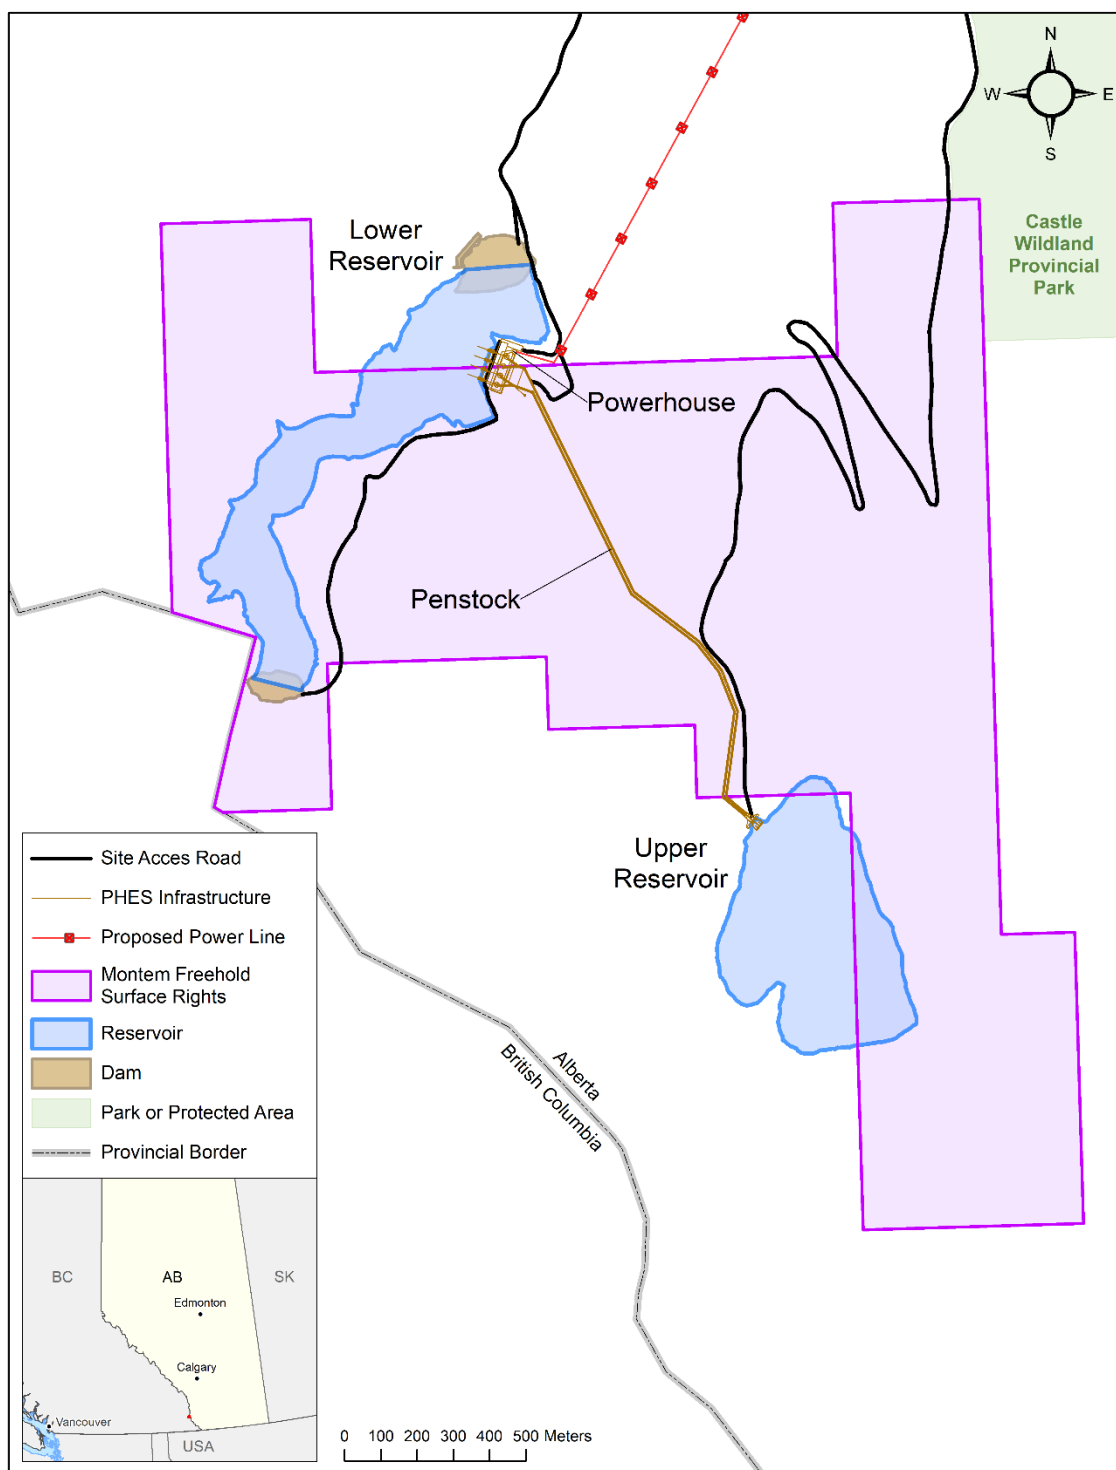 N
W
E
S
Castle
Wildland
Provincial
Park
Lower
Reservoir
Powerhouse
Penstock
Upper
Reservoir
Alberta
British Columbia
Site Acces Road
PHES Infrastructure
Proposed Power Line
Montem Freehold
Surface Rights
Reservoir
Dam
Park or Protected Area
Provincial Border
BC
AB
SK
Edmonton
Calgary
Vancouver
USA
0 100 200 300 400 500 Meters